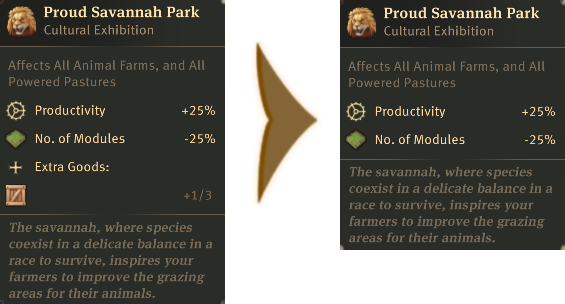 Proud Savannah Park
Cultural Exhibition
Affects All Animal Farms, and All
Powered Pastures
Productivity +25%
No. of Modules -25%
Extra Goods:
+1/3
The savannah, where species
coexist in a delicate balance in a
race to survive, inspires your
farmers to improve the grazing
areas for their animals.
Proud Savannah Park
Cultural Exhibition
Affects All Animal Farms, and All
Powered Pastures
Productivity +25%
No. of Modules -25%
The savannah, where species
coexist in a delicate balance in a
race to survive, inspires your
farmers to improve the grazing
areas for their animals.